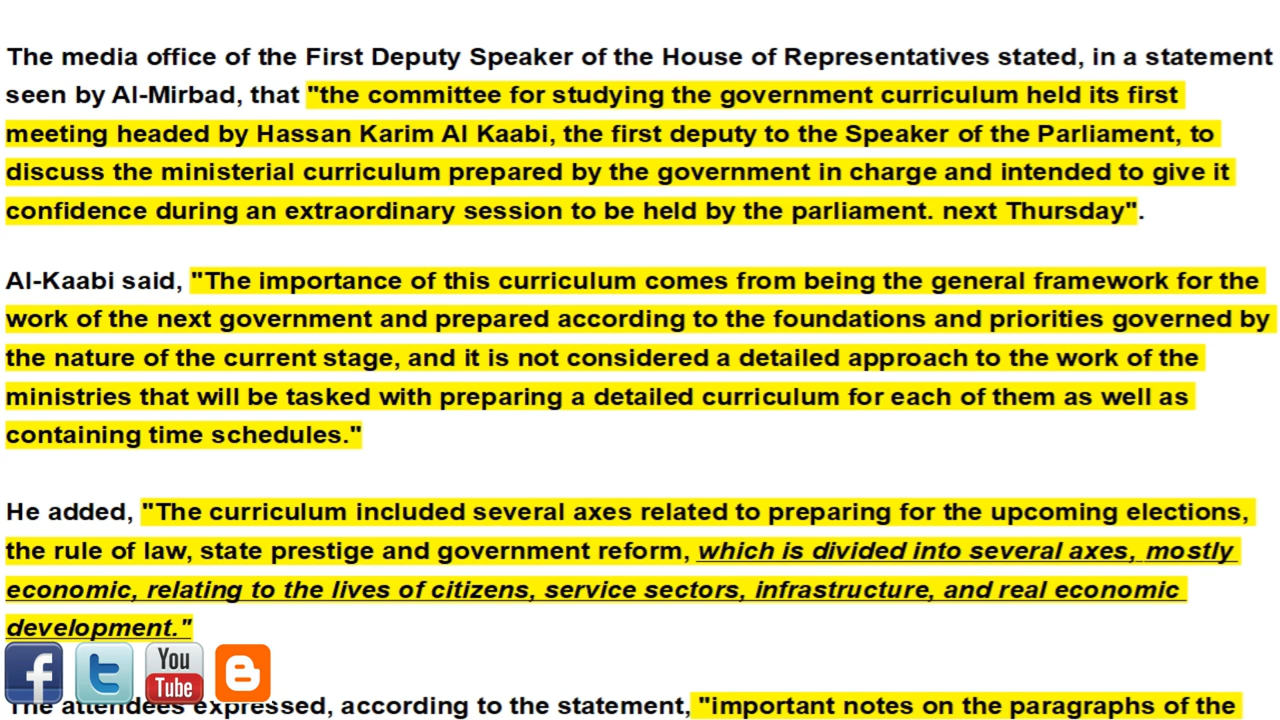 The media office of the First Deputy Speaker of the House of Representatives stated, in a statement
seen by Al-Mirbad, that "the committee for studying the government curriculum held its first
meeting headed by Hassan Karim Al Kaabi, the first deputy to the Speaker of the Parliament, to
discuss the ministerial curriculum prepared by the government in charge and intended to give it
confidence during an extraordinary session to be held by the parliament. next Thursday".
Al-Kaabi said, "The importance of this curriculum comes from being the general framework for the
work of the next government and prepared according to the foundations and priorities governed by
the nature of the current stage, and it is not considered a detailed approach to the work of the
ministries that will be tasked with preparing a detailed curriculum for each of them as well as
containing time schedules."
He added, "The curriculum included several axes related to preparing for the upcoming elections,
the rule of law, state prestige and government reform, which is divided into several axes, mostly
economic, relating to the lives of citizens, service sectors, infrastructure, and real economic
development."
You
Tube
The attendees expressed, according to the statement, "important notes on the paragraphs of the